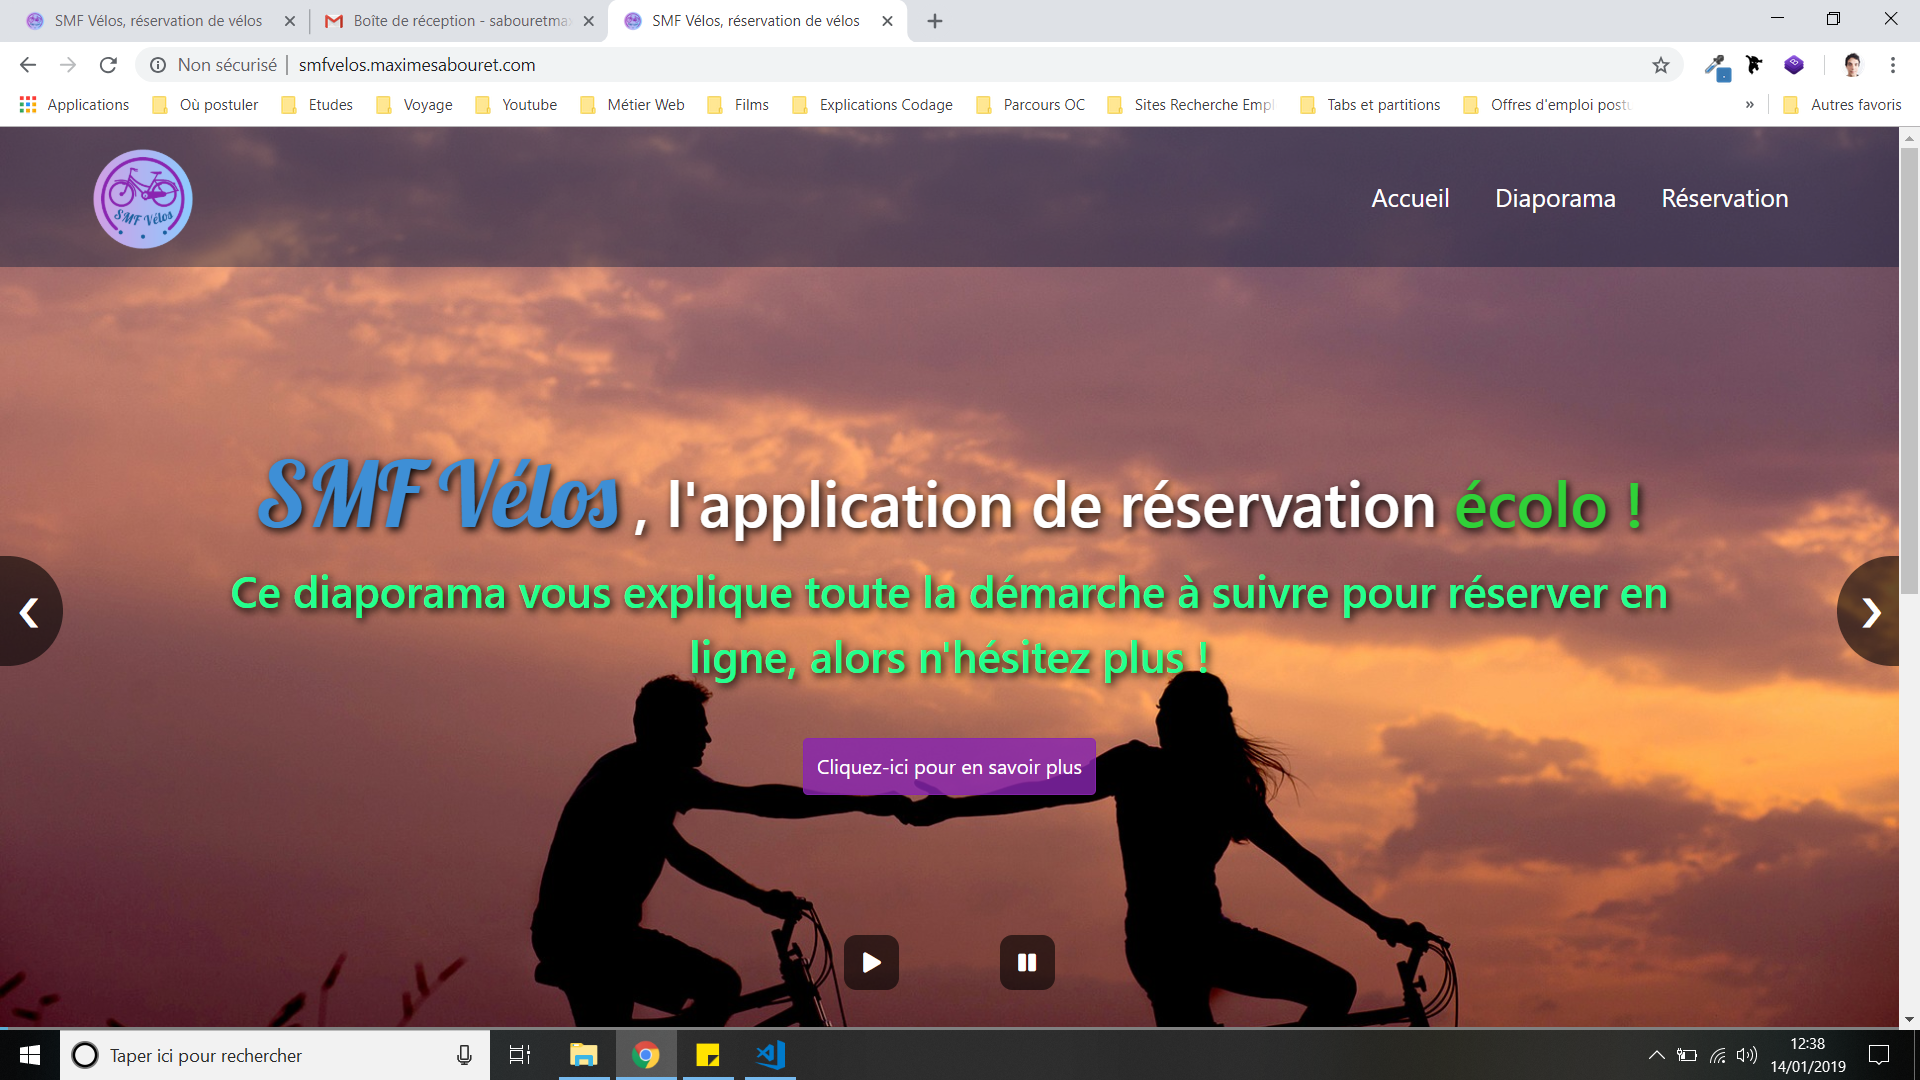 SMF Vélos, réservation de vélos
Boîte de réception - sabouretma
SMF Vélos, réservation de vélos
Non sécurisé | smfvelos.maximesabouret.com
Applications
Où postuler
Etudes
Voyage
Youtube
Métier Web
Films
Explications Codage
Parcours OC
Sites Recherche Empl
Tabs et partitions
Offres d'emploi postu
»
Autres favoris
SMF Vélos
Accueil
Diaporama
Réservation
SMF Vélos , l'application de réservation écolo !
Ce diaporama vous explique toute la démarche à suivre pour réserver en
ligne, alors n'hésitez plus !
Cliquez-ici pour en savoir plus
Taper ici pour rechercher
12:38
14/01/2019